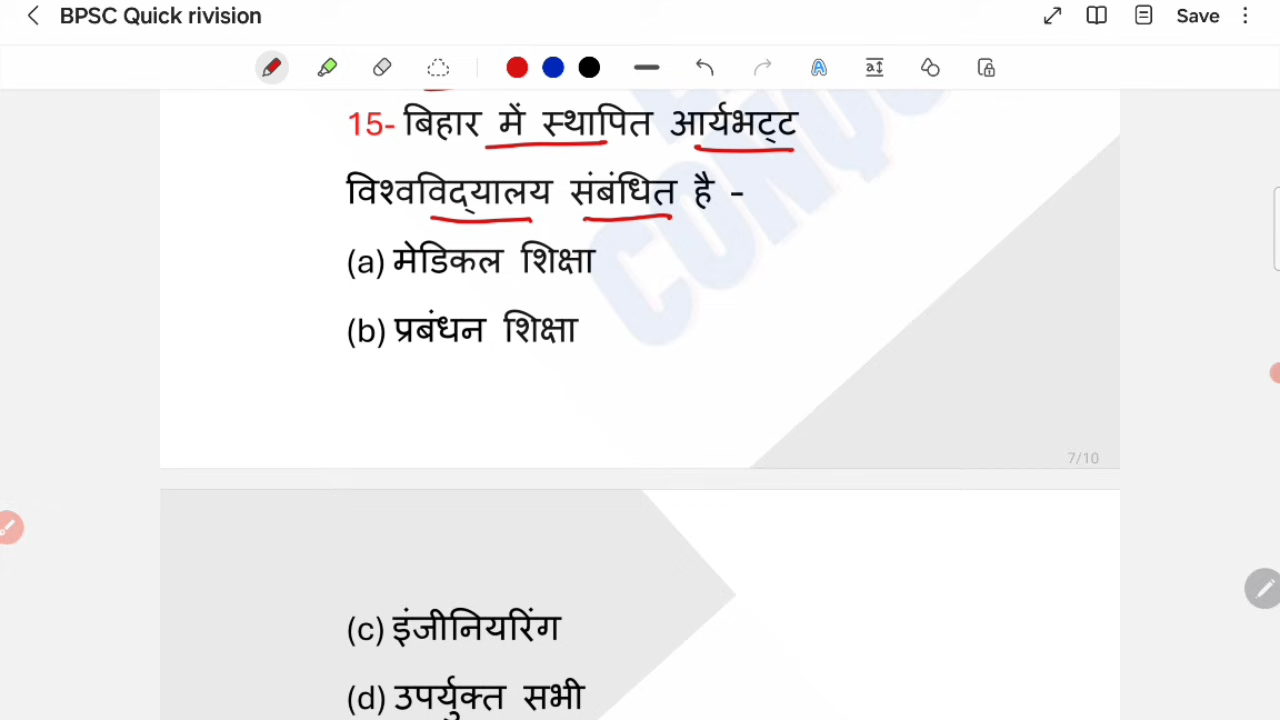 BPSC Quick rivision
Save
15- बिहार में स्थापित आर्यभट्ट
विश्वविद्यालय संबंधित है -
(a) मेडिकल शिक्षा
(b) प्रबंधन शिक्षा
7/10
(c) इंजीनियरिंग
(d) उपर्युक्त सभी